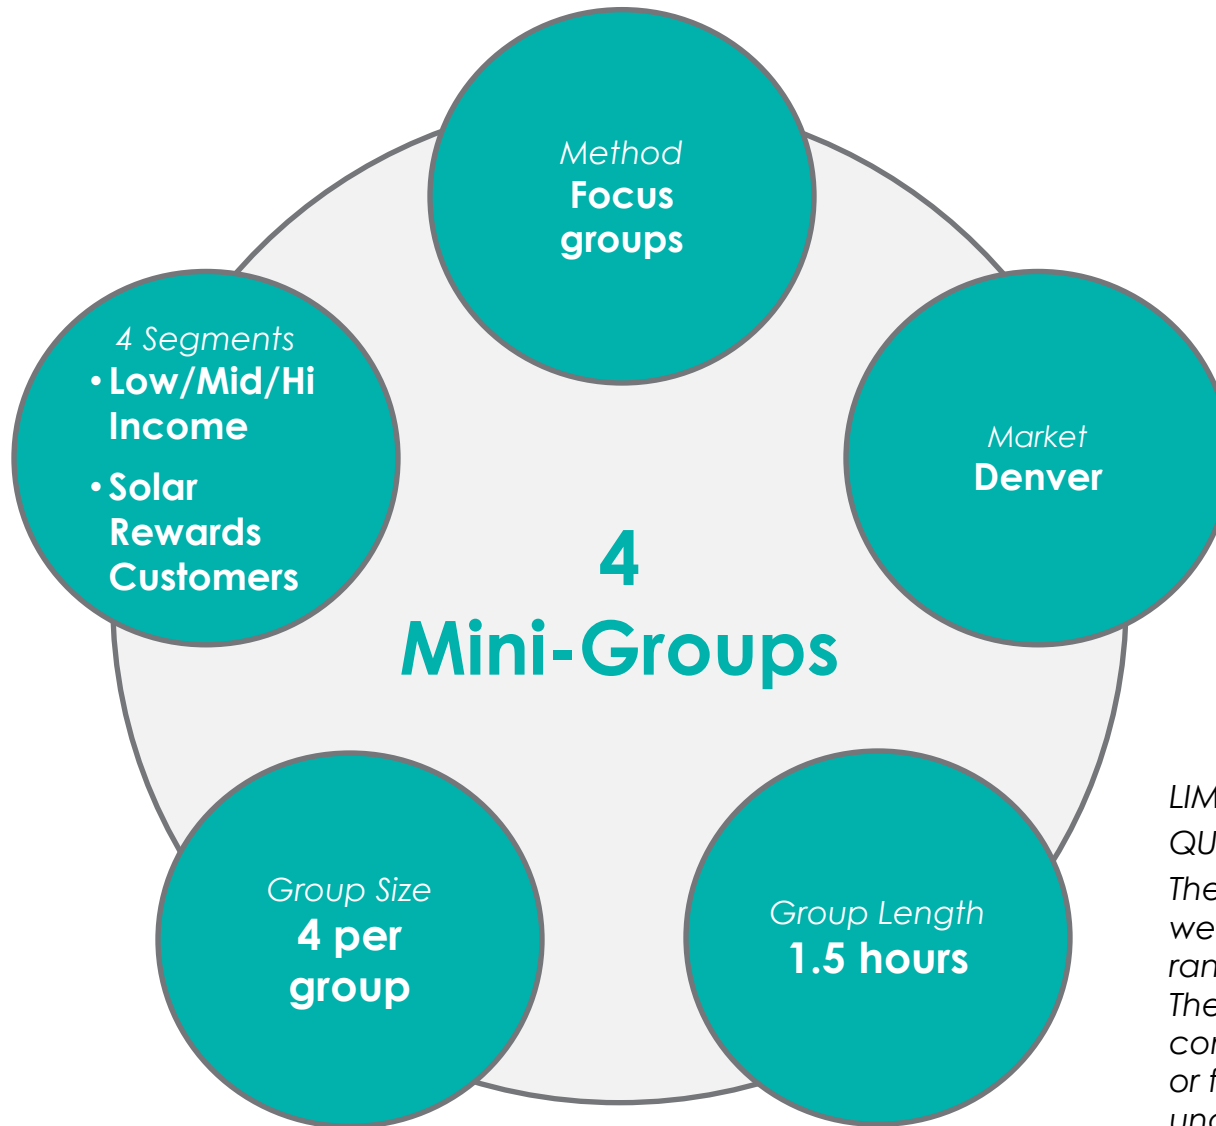 Method
Focus
groups
4 Segments
• Low/Mid/Hi
Income
• Solar
Rewards
Customers
Market
Denver
4
Mini-Groups
Group Size
4 per
group
Group Length
1.5 hours
The